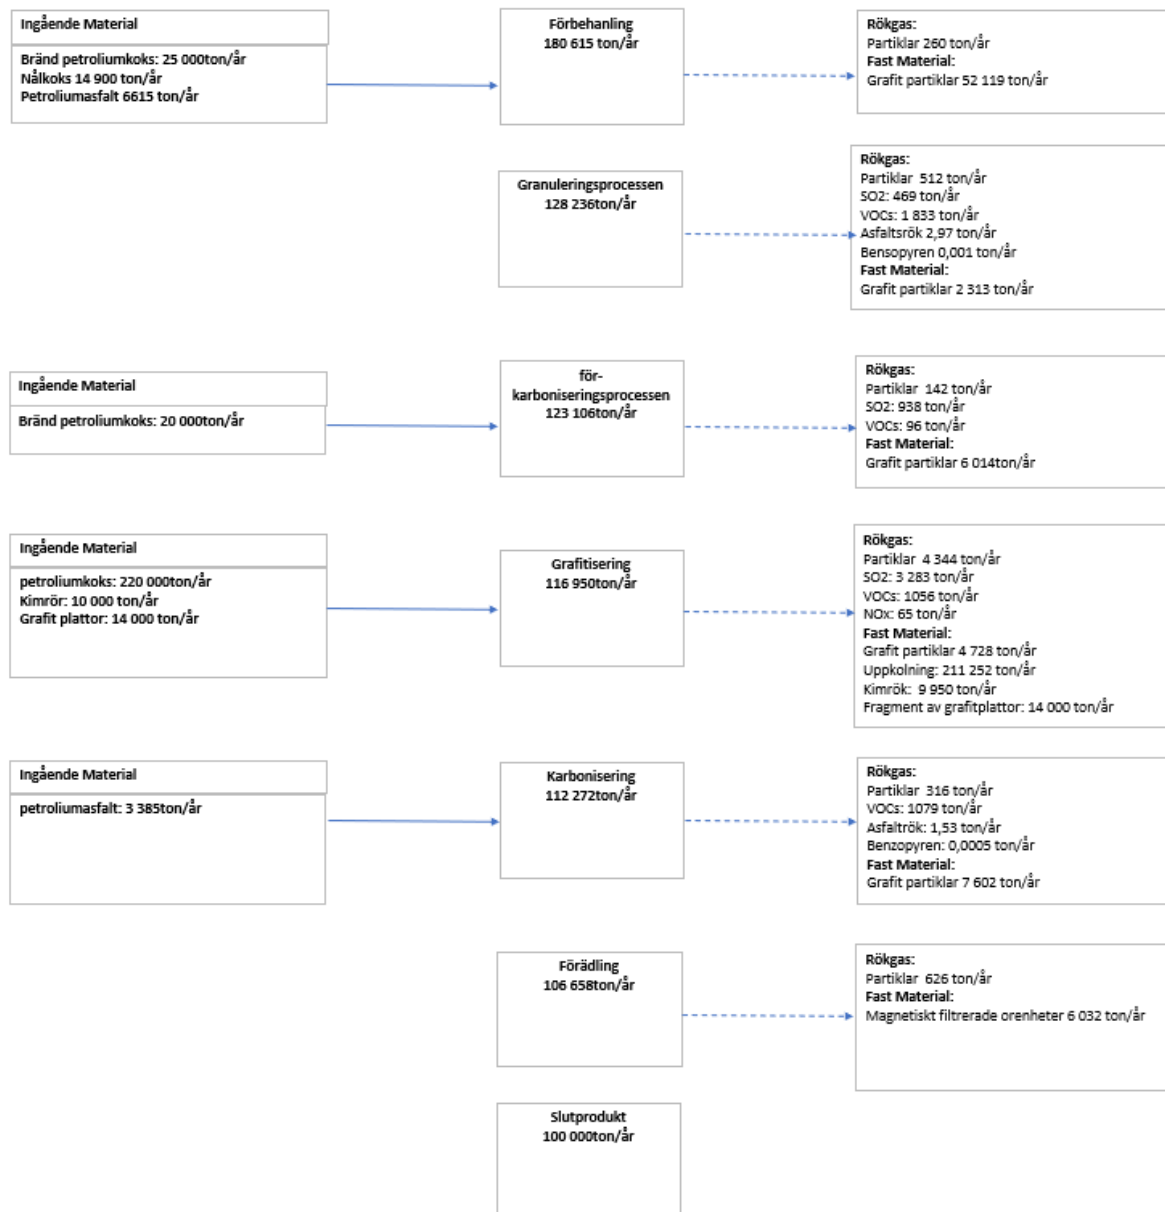 Ingående Material
Bränd petroliumkoks: 25 000ton/år
Nålkoks 14 900 ton/år
Petroliumasfalt 6615 ton/år
Förbehanling
180 615 ton/år
Rökgas:
Partiklar 260 ton/år
Fast Material:
Grafit partiklar 52 119 ton/år
Granuleringsprocessen
128 236ton/år
Rökgas:
Partiklar 512 ton/år
SO2: 469 ton/år
VOCs: 1 833 ton/år
Asfaltsrök 2,97 ton/år
Bensopyren 0,001 ton/år
Fast Material:
Grafit partiklar 2 313 ton/år
Ingående Material
Bränd petroliumkoks: 20 000ton/år
för-
karboniseringsprocessen
123 106ton/år
Rökgas:
Partiklar 142 ton/år
SO2: 938 ton/år
VOCs: 96 ton/år
Fast Material:
Grafit partiklar 6 014ton/år
Ingående Material
petroliumkoks: 220 000ton/år
Kimrör: 10 000 ton/år
Grafit plattor: 14 000 ton/år
Grafitisering
116 950ton/år
Rökgas:
Partiklar 4 344 ton/år
SO2: 3 283 ton/år
VOCs: 1056 ton/år
NOx: 65 ton/år
Fast Material:
Grafit partiklar 4 728 ton/år
Uppkolning: 211 252 ton/år
Kimrök: 9 950 ton/år
Fragment av grafitplattor: 14 000 ton/år
Ingående Material
petroliumasfalt: 3 385ton/år
Karbonisering
112 272ton/år
Rökgas:
Partiklar 316 ton/år
VOCs: 1079 ton/år
Asfaltrök: 1,53 ton/år
Benzopyren: 0,0005 ton/år
Fast Material:
Grafit partiklar 7 602 ton/år
Förädling
106 658ton/år
Rökgas:
Partiklar 626 ton/år
Fast Material:
Magnetiskt filtrerade orenheter 6 032 ton/år
Slutprodukt
100 000ton/år